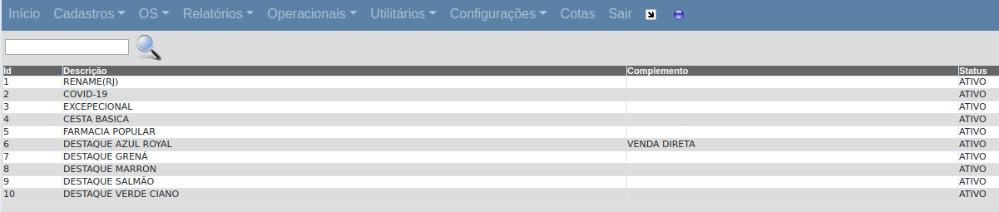 Início Cadastros OS Relatórios Operacionais Utilitários Configurações Cotas Sair
Id Descrição Complemento Status
1 RENAME(RJ) ATIVO
2 COVID-19 ATIVO
3 EXCEPECIONAL ATIVO
4 CESTA BASICA ATIVO
5 FARMACIA POPULAR ATIVO
6 DESTAQUE AZUL ROYAL VENDA DIRETA ATIVO
7 DESTAQUE GRENÁ ATIVO
8 DESTAQUE MARRON ATIVO
9 DESTAQUE SALMÃO ATIVO
10 DESTAQUE VERDE CIANO ATIVO